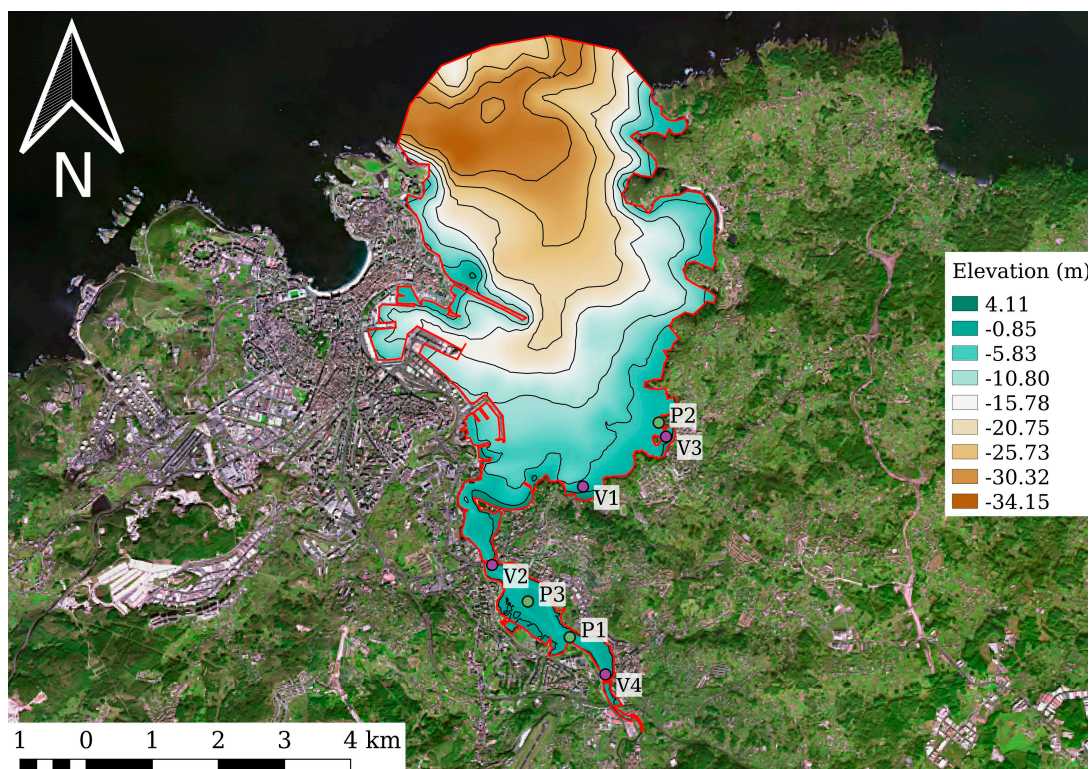 N
Elevation (m)
4.11
-0.85
-5.83
-10.80
-15.78
-20.75
-25.73
-30.32
-34.15
P2
V3
V1
V2
P3
P1
V4
1 0 1 2 3 4 km